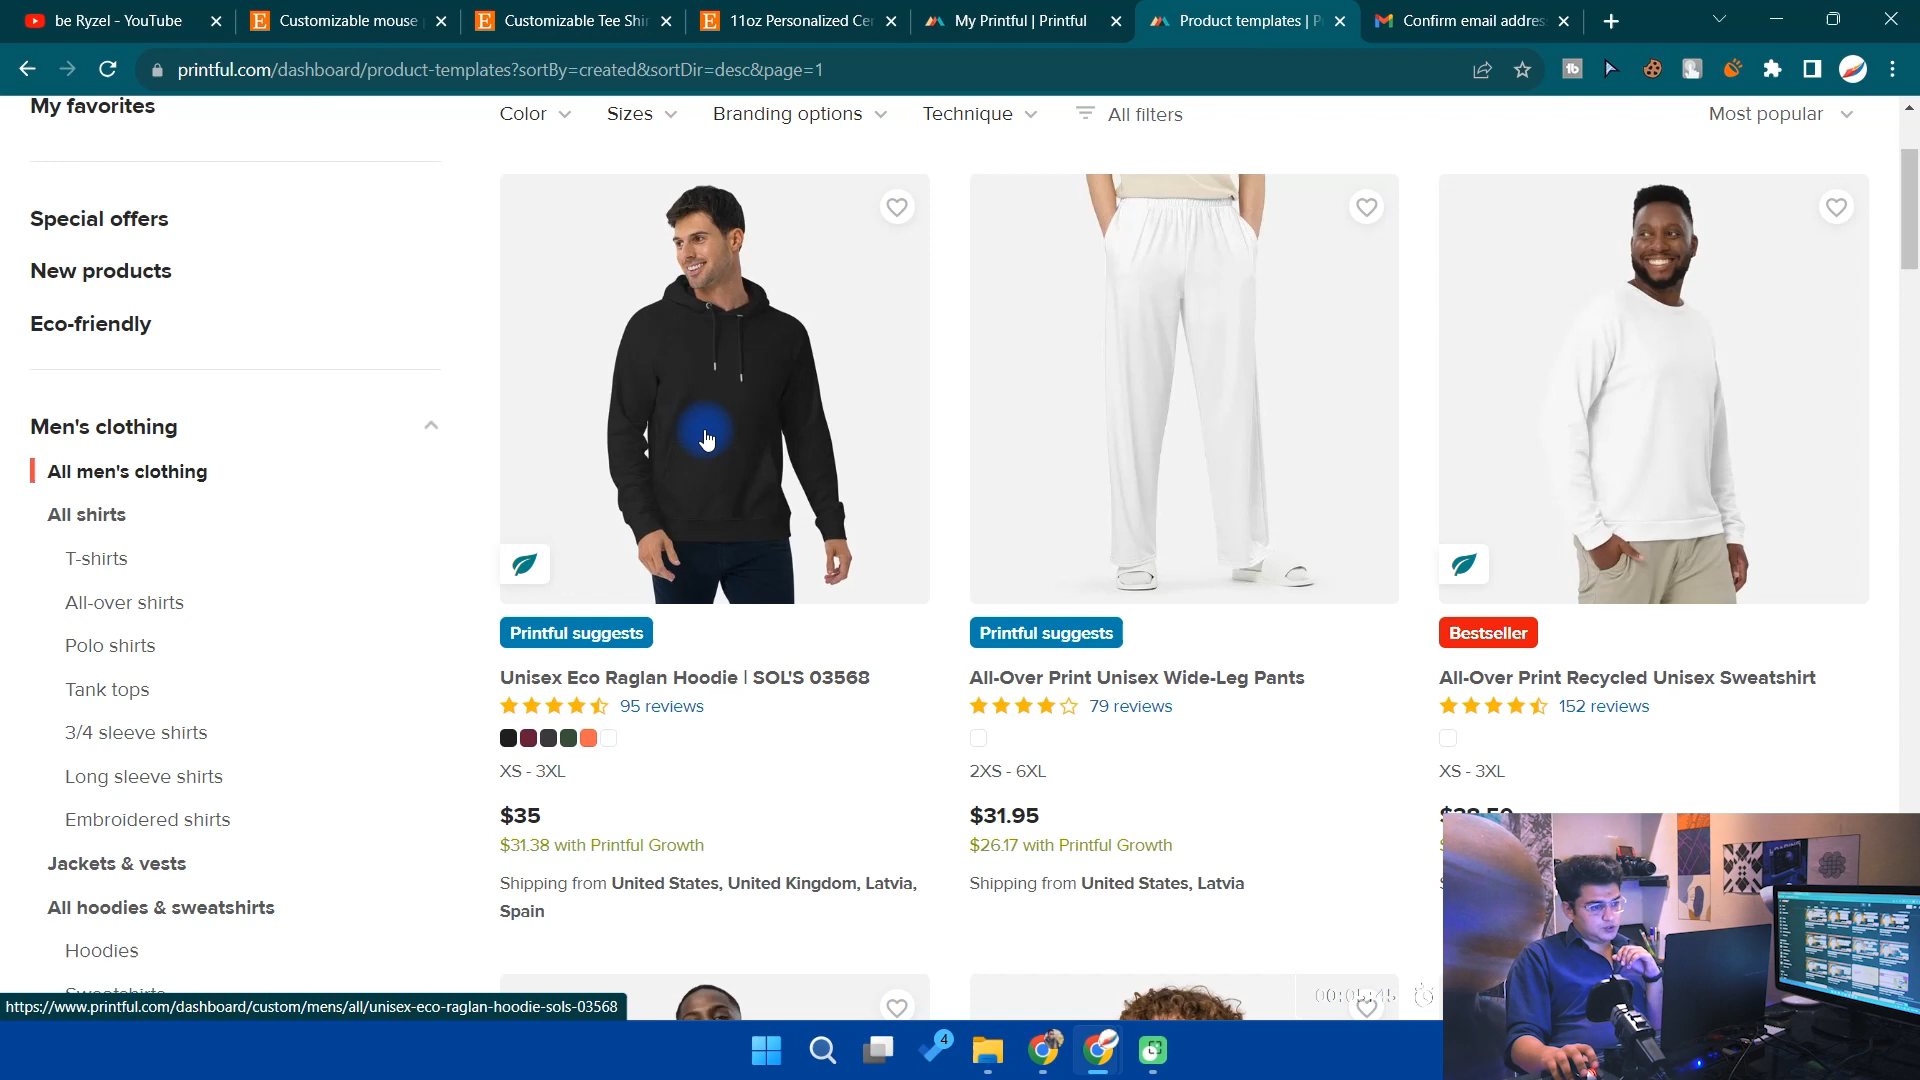 be Ryzel - YouTube
Customizable mouse
Customizable Tee Shir
11oz Personalized Cer
My Printful | Printful
Product templates | P
Confirm email addres
printful.com/dashboard/product-templates?sortBy=created&sortDir=desc&page=1
My favorites
Color
Sizes
Branding options
Technique
All filters
Most popular
Special offers
New products
Eco-friendly
Men's clothing
All men's clothing
All shirts
T-shirts
All-over shirts
Polo shirts
Tank tops
3/4 sleeve shirts
Long sleeve shirts
Embroidered shirts
Jackets & vests
All hoodies & sweatshirts
Hoodies
Printful suggests
Unisex Eco Raglan Hoodie | SOL'S 03568
95 reviews
XS - 3XL
$35
$31.38 with Printful Growth
Shipping from United States, United Kingdom, Latvia,
Spain
Printful suggests
All-Over Print Unisex Wide-Leg Pants
79 reviews
2XS - 6XL
$31.95
$26.17 with Printful Growth
Shipping from United States, Latvia
Bestseller
All-Over Print Recycled Unisex Sweatshirt
152 reviews
XS - 3XL
https://www.printful.com/dashboard/custom/mens/all/unisex-eco-raglan-hoodie-sols-03568
00:05:45
4